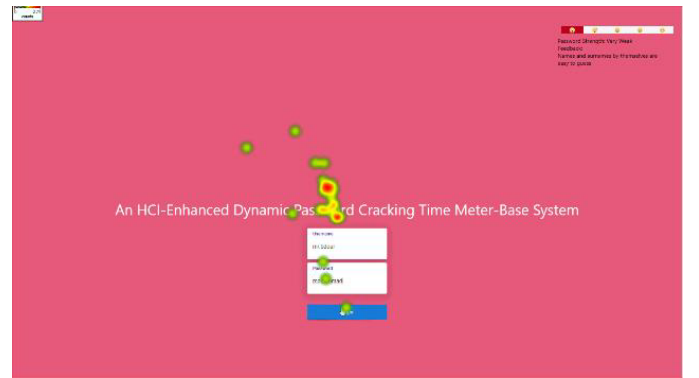 Password Strength: Very Weak
Feedback:
Names and surnames by themselves are
easy to guess
An HCI-Enhanced Dynamic Password Cracking Time Meter-Base System
Password